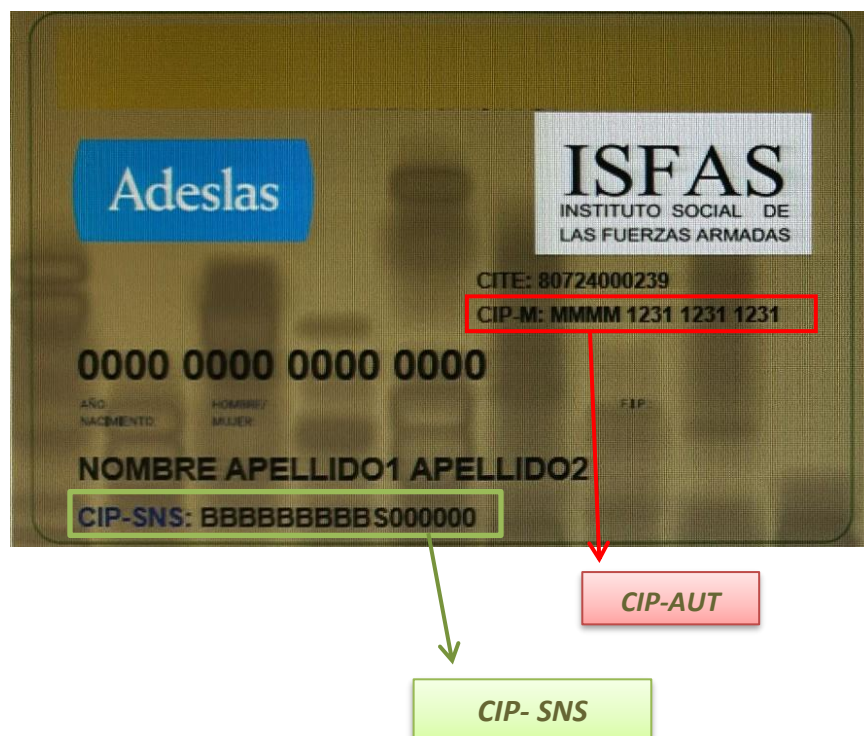 Adeslas
ISFAS
INSTITUTO SOCIAL DE
LAS FUERZAS ARMADAS
CITE: 80724000239
CIP-M: MMMM 1231 1231 1231
0000 0000 0000 0000
AÑO NACIMIENTO:
HOMBRE/ MUJER:
F.I.P.:
NOMBRE APELLIDO1 APELLIDO2
CIP-SNS: BBBBBBBBBS000000
CIP-AUT
CIP- SNS